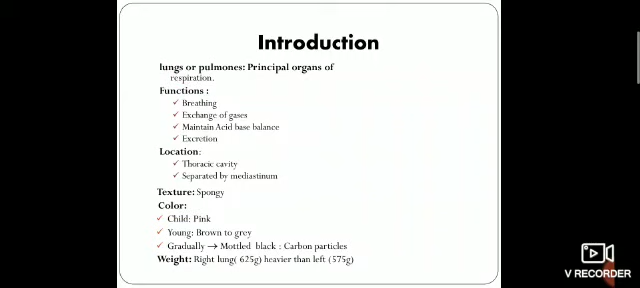 Introduction
lungs or pulmones: Principal organs of
respiration.
Functions :
✓ Breathing
✓ Exchange of gases
✓ Maintain Acid base balance
✓ Excretion
Location:
✓ Thoracic cavity
✓ Separated by mediastinum
Texture: Spongy
Color:
✓ Child: Pink
✓ Young: Brown to grey
✓ Gradually → Mottled black : Carbon particles
Weight: Right lung( 625g) heavier than left (575g)
V RECORDER